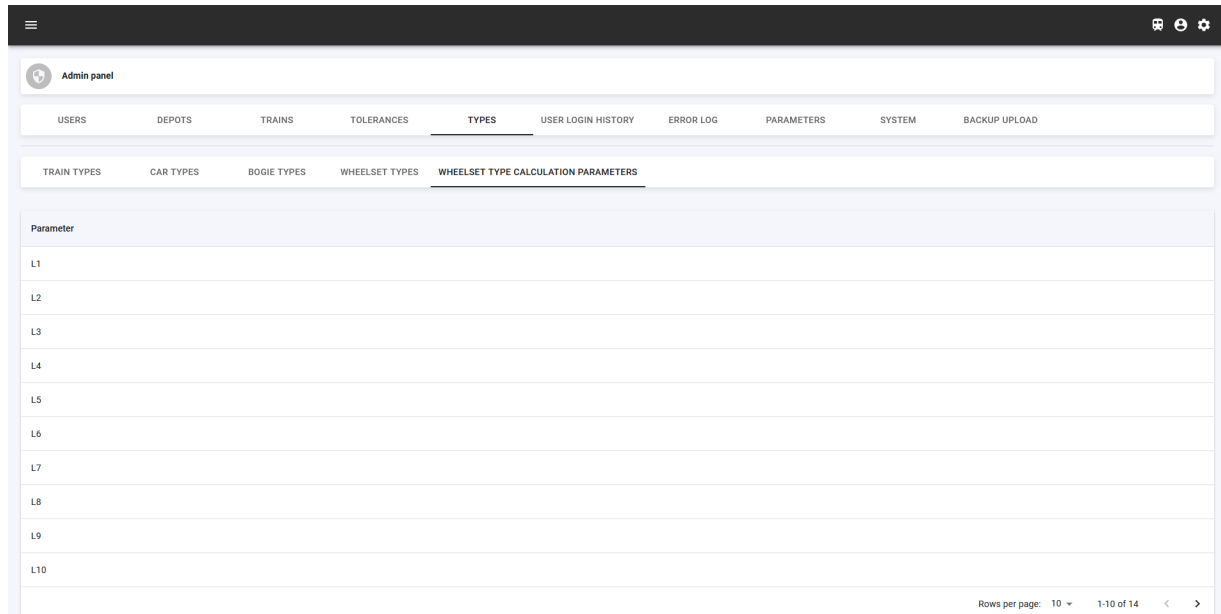 Admin panel
USERS DEPOTS TRAINS TOLERANCES TYPES USER LOGIN HISTORY ERROR LOG PARAMETERS SYSTEM BACKUP UPLOAD
TRAIN TYPES CAR TYPES BOGIE TYPES WHEELSET TYPES WHEELSET TYPE CALCULATION PARAMETERS
Parameter
L1
L2
L3
L4
L5
L6
L7
L8
L9
L10
Rows per page: 10 1-10 of 14